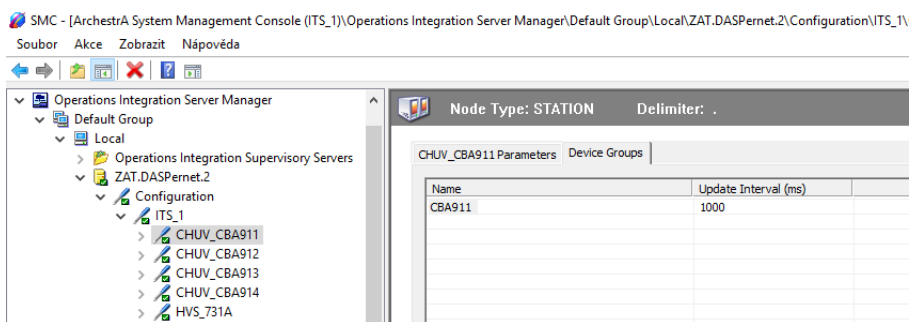 SMC - [ArchestrA System Management Console (ITS_1)\Operations Integration Server Manager\Default Group\Local\ZAT.DASPernet.2\Configuration\ITS_1\
Soubor Akce Zobrazit Nápověda
Operations Integration Server Manager
Default Group
Local
Operations Integration Supervisory Servers
ZAT.DASPernet.2
Configuration
ITS_1
CHUV_CBA911
CHUV_CBA912
CHUV_CBA913
CHUV_CBA914
HVS_731A
Node Type: STATION Delimiter: .
CHUV_CBA911 Parameters Device Groups
Name Update Interval (ms)
CBA911 1000